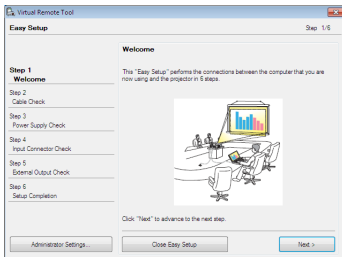 Virtual Remote Tool
Easy Setup
Step 1/6
Step 1
Welcome
Step 2
Cable Check
Step 3
Power Supply Check
Step 4
Input Connector Check
Step 5
External Output Check
Step 6
Setup Completion
Welcome
This "Easy Setup" performs the connections between the computer that you are
now using and the projector in 6 steps.
Click "Next" to advance to the next step.
Administrator Settings...
Close Easy Setup
Next >